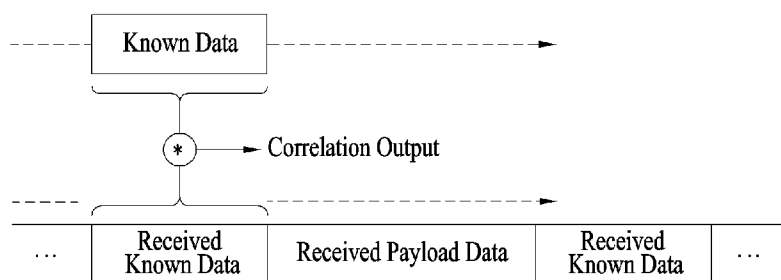 Known Data
*
Correlation Output
... Received Known Data Received Payload Data Received Known Data ...